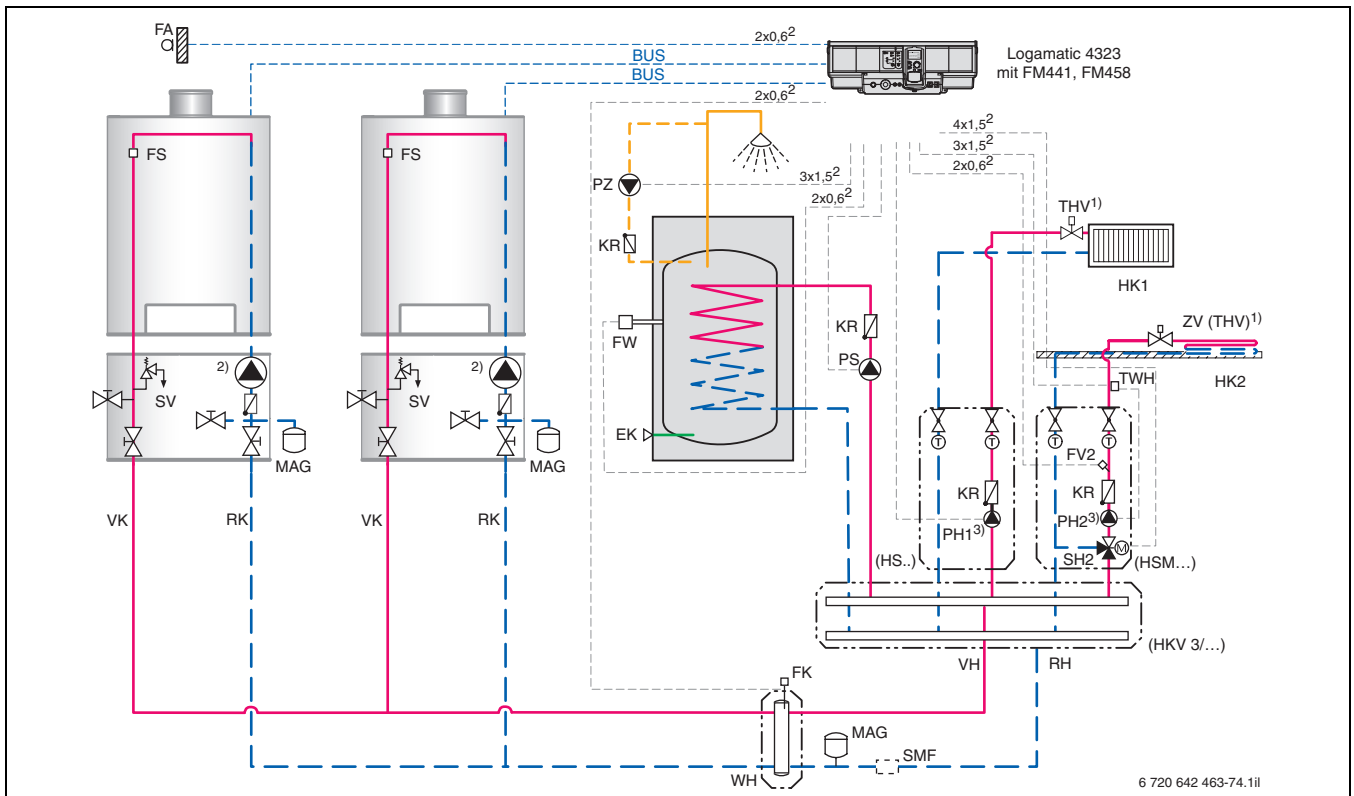 FA
2x0,6²
BUS
BUS
2x0,6²
Logamatic 4323
mit FM441, FM458
4x1,5²
3x1,5²
2x0,6²
FS
FS
PZ
3x1,5²
2x0,6²
THV¹⁾
KR
HK1
FW
KR
PS
ZV (THV)¹⁾
HK2
TWH
2)
SV
2)
SV
MAG
MAG
EK
T
T
T
T
FV2
KR
KR
PH1³⁾
PH2³⁾
M
SH2
(HS..)
(HSM...)
VK
RK
VK
RK
(HKV 3/...)
VH
RH
FK
MAG
SMF
WH
6 720 642 463-74.1il